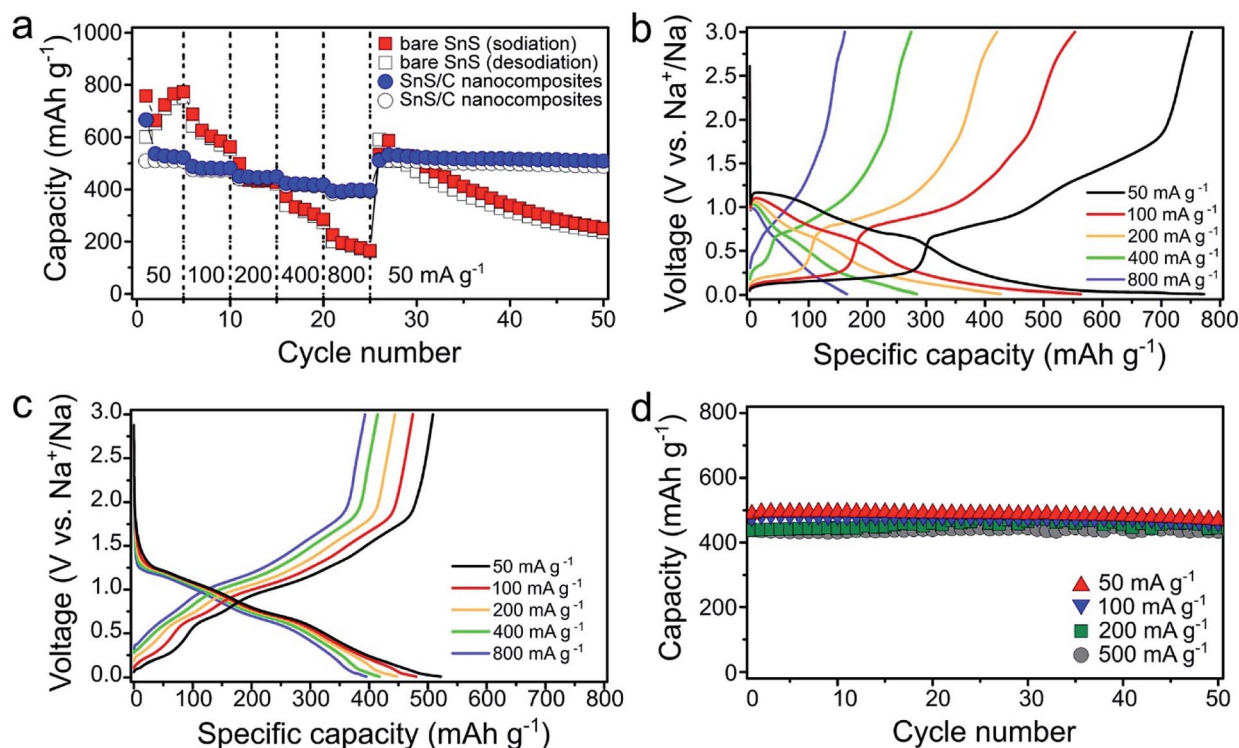 a
Capacity (mAh g⁻¹)
1000
800
600
400
200
0
bare SnS (sodiation)
bare SnS (desodiation)
SnS/C nanocomposites
SnS/C nanocomposites
50 100 200 400 800 50 mA g⁻¹
0 10 20 30 40 50
Cycle number
b
Voltage (V vs. Na⁺/Na)
3.0
2.5
2.0
1.5
1.0
0.5
0.0
50 mA g⁻¹
100 mA g⁻¹
200 mA g⁻¹
400 mA g⁻¹
800 mA g⁻¹
0 100 200 300 400 500 600 700 800
Specific capacity (mAh g⁻¹)
c
Voltage (V vs. Na⁺/Na)
3.0
2.5
2.0
1.5
1.0
0.5
0.0
50 mA g⁻¹
100 mA g⁻¹
200 mA g⁻¹
400 mA g⁻¹
800 mA g⁻¹
0 100 200 300 400 500 600 700 800
Specific capacity (mAh g⁻¹)
d
Capacity (mAh g⁻¹)
800
600
400
200
0
50 mA g⁻¹
100 mA g⁻¹
200 mA g⁻¹
500 mA g⁻¹
0 10 20 30 40 50
Cycle number